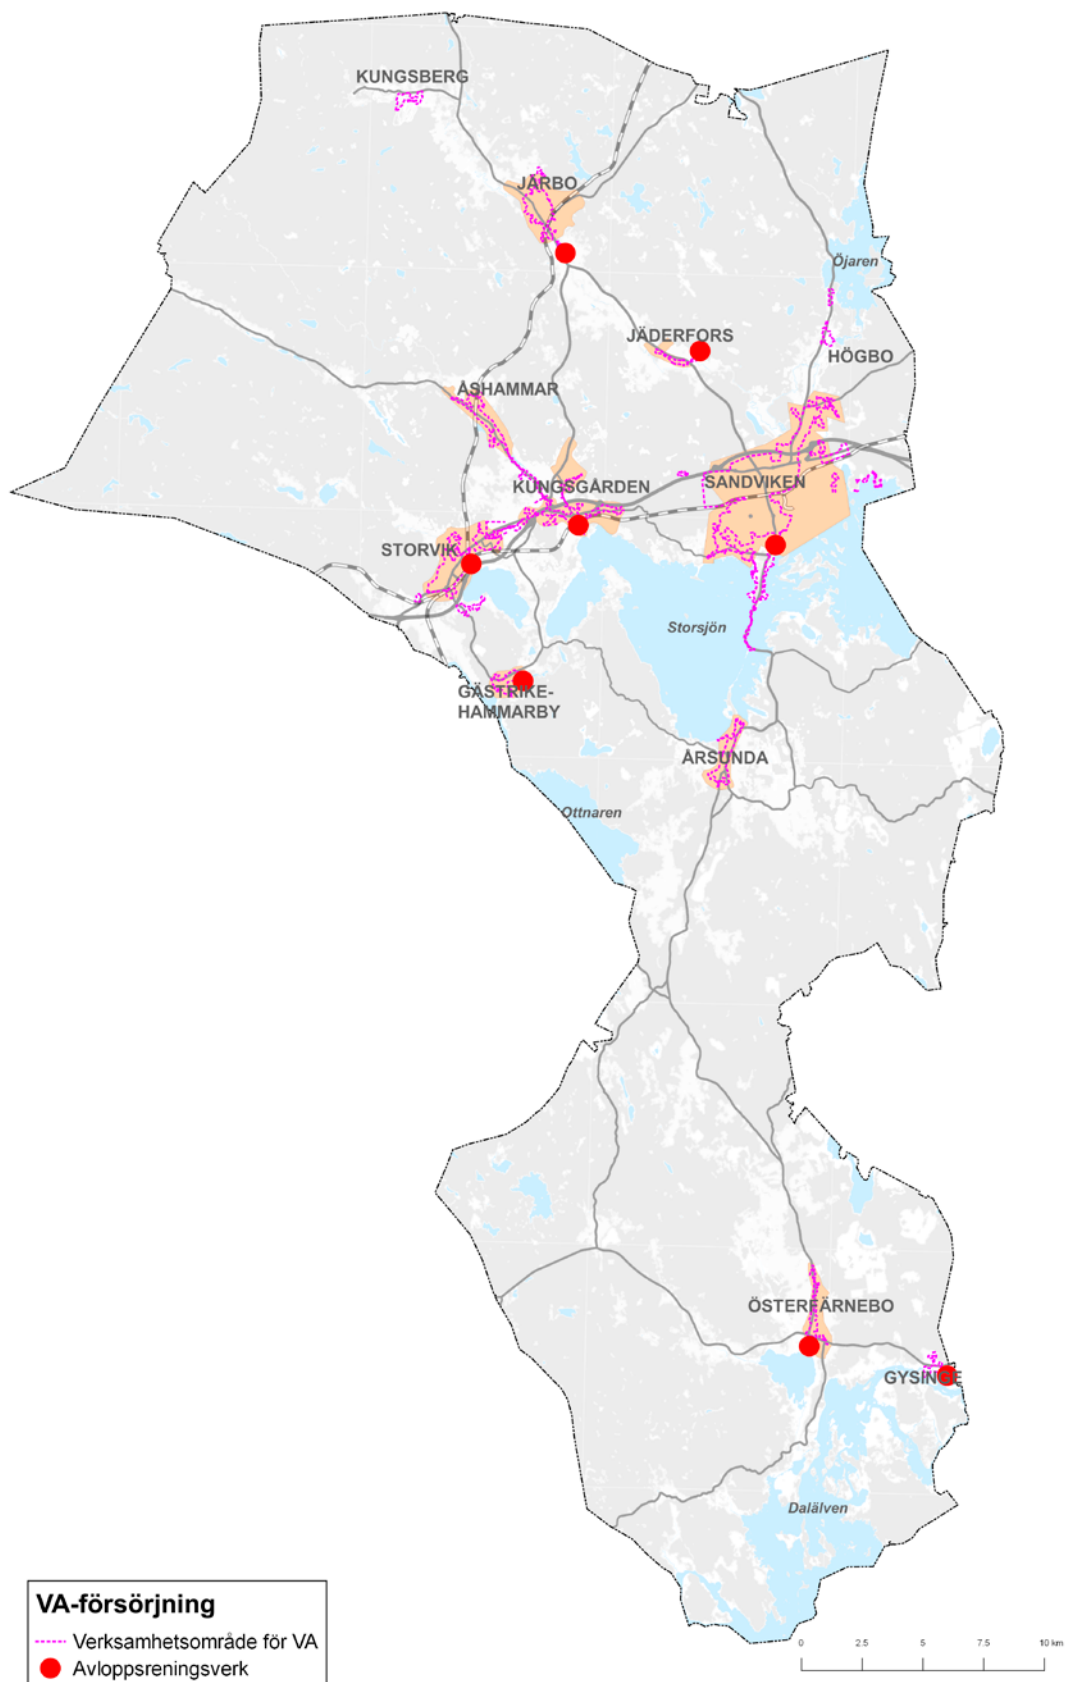 KUNGSBERG
JÄRBO
Öjaren
JÄDERFORS
HÖGBO
ÅSHAMMAR
KUNGSGÅRDEN
SANDVIKEN
STORVIK
Storsjön
GÄSTRIKE-
HAMMARBY
ÅRSUNDA
Ottnaren
ÖSTERFÄRNEBO
GYSINGE
Dalälven
VA-försörjning
Verksamhetsområde för VA
Avloppsreningsverk
0 2.5 5 7.5 10 km